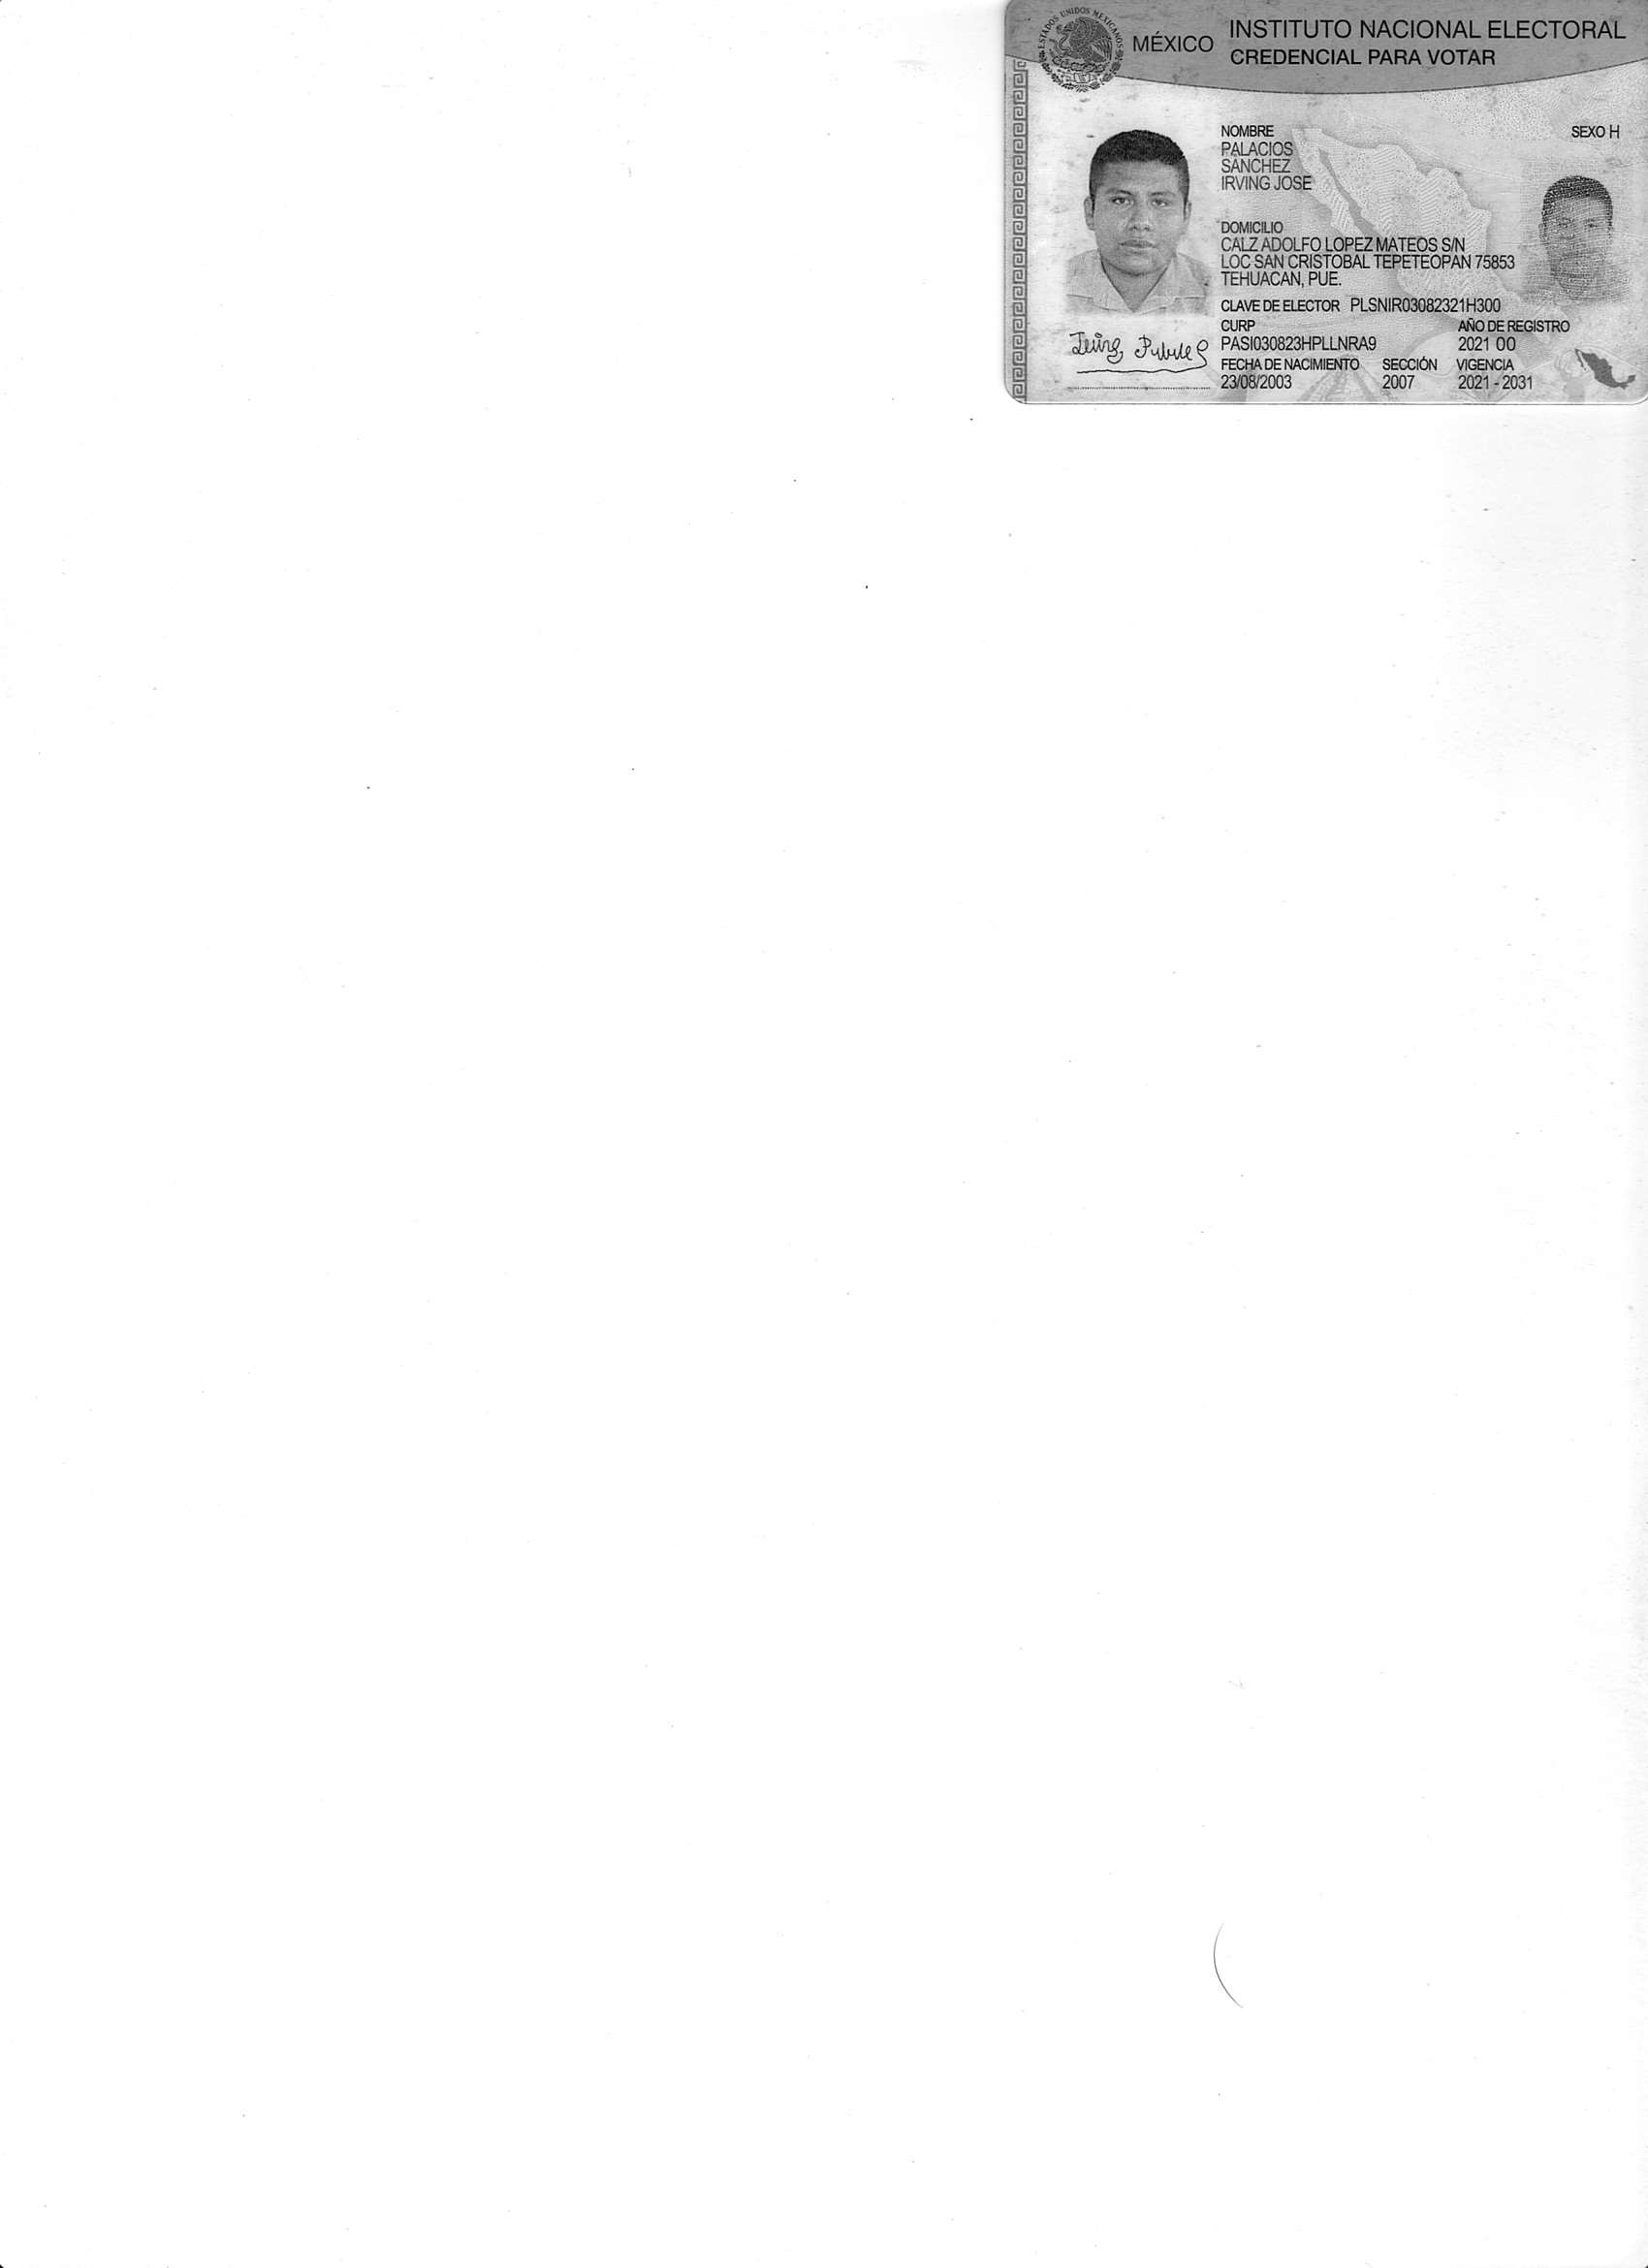 ESTADOS UNIDOS MEXICANOS
MÉXICO
INSTITUTO NACIONAL ELECTORAL
CREDENCIAL PARA VOTAR
NOMBRE
SEXO H
PALACIOS
SANCHEZ
IRVING JOSE
DOMICILIO
CALZ ADOLFO LOPEZ MATEOS S/N
LOC SAN CRISTOBAL TEPETEOPAN 75853
TEHUACAN, PUE.
CLAVE DE ELECTOR PLSNIR03082321H300
CURP AÑO DE REGISTRO
PASI030823HPLLNRA9 2021 00
FECHA DE NACIMIENTO SECCIÓN VIGENCIA
23/08/2003 2007 2021 - 2031